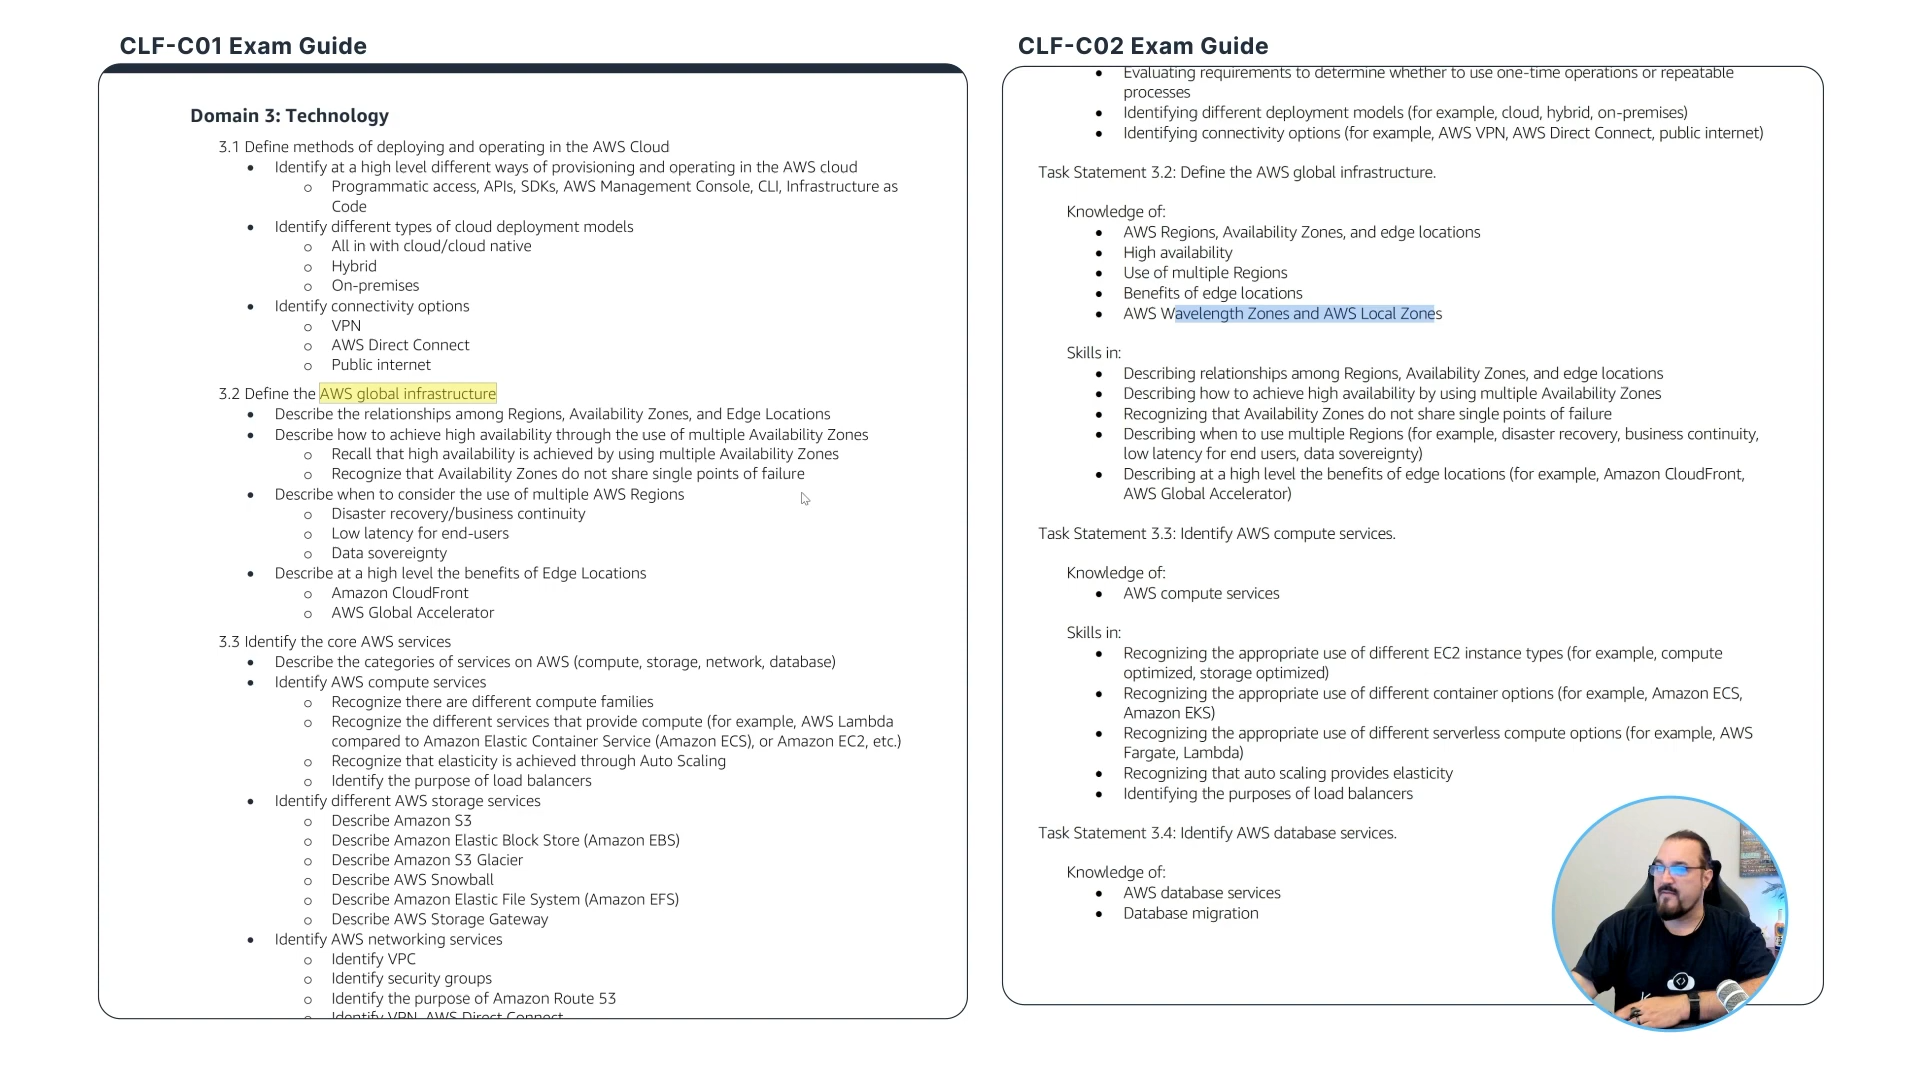 CLF-C01 Exam Guide
Domain 3: Technology
3.1 Define methods of deploying and operating in the AWS Cloud
• Identify at a high level different ways of provisioning and operating in the AWS cloud
o Programmatic access, APIs, SDKs, AWS Management Console, CLI, Infrastructure as
Code
• Identify different types of cloud deployment models
o All in with cloud/cloud native
o Hybrid
o On-premises
• Identify connectivity options
o VPN
o AWS Direct Connect
o Public internet
3.2 Define the AWS global infrastructure
• Describe the relationships among Regions, Availability Zones, and Edge Locations
• Describe how to achieve high availability through the use of multiple Availability Zones
o Recall that high availability is achieved by using multiple Availability Zones
o Recognize that Availability Zones do not share single points of failure
• Describe when to consider the use of multiple AWS Regions
o Disaster recovery/business continuity
o Low latency for end-users
o Data sovereignty
• Describe at a high level the benefits of Edge Locations
o Amazon CloudFront
o AWS Global Accelerator
3.3 Identify the core AWS services
• Describe the categories of services on AWS (compute, storage, network, database)
• Identify AWS compute services
o Recognize there are different compute families
o Recognize the different services that provide compute (for example, AWS Lambda
compared to Amazon Elastic Container Service (Amazon ECS), or Amazon EC2, etc.)
o Recognize that elasticity is achieved through Auto Scaling
o Identify the purpose of load balancers
• Identify different AWS storage services
o Describe Amazon S3
o Describe Amazon Elastic Block Store (Amazon EBS)
o Describe Amazon S3 Glacier
o Describe AWS Snowball
o Describe Amazon Elastic File System (Amazon EFS)
o Describe AWS Storage Gateway
• Identify AWS networking services
o Identify VPC
o Identify security groups
o Identify the purpose of Amazon Route 53
o Identify VPN, AWS Direct Connect
CLF-C02 Exam Guide
• Evaluating requirements to determine whether to use one-time operations or repeatable
processes
• Identifying different deployment models (for example, cloud, hybrid, on-premises)
• Identifying connectivity options (for example, AWS VPN, AWS Direct Connect, public internet)
Task Statement 3.2: Define the AWS global infrastructure.
Knowledge of:
• AWS Regions, Availability Zones, and edge locations
• High availability
• Use of multiple Regions
• Benefits of edge locations
• AWS Wavelength Zones and AWS Local Zones
Skills in:
• Describing relationships among Regions, Availability Zones, and edge locations
• Describing how to achieve high availability by using multiple Availability Zones
• Recognizing that Availability Zones do not share single points of failure
• Describing when to use multiple Regions (for example, disaster recovery, business continuity,
low latency for end users, data sovereignty)
• Describing at a high level the benefits of edge locations (for example, Amazon CloudFront,
AWS Global Accelerator)
Task Statement 3.3: Identify AWS compute services.
Knowledge of:
• AWS compute services
Skills in:
• Recognizing the appropriate use of different EC2 instance types (for example, compute
optimized, storage optimized)
• Recognizing the appropriate use of different container options (for example, Amazon ECS,
Amazon EKS)
• Recognizing the appropriate use of different serverless compute options (for example, AWS
Fargate, Lambda)
• Recognizing that auto scaling provides elasticity
• Identifying the purposes of load balancers
Task Statement 3.4: Identify AWS database services.
Knowledge of:
• AWS database services
• Database migration